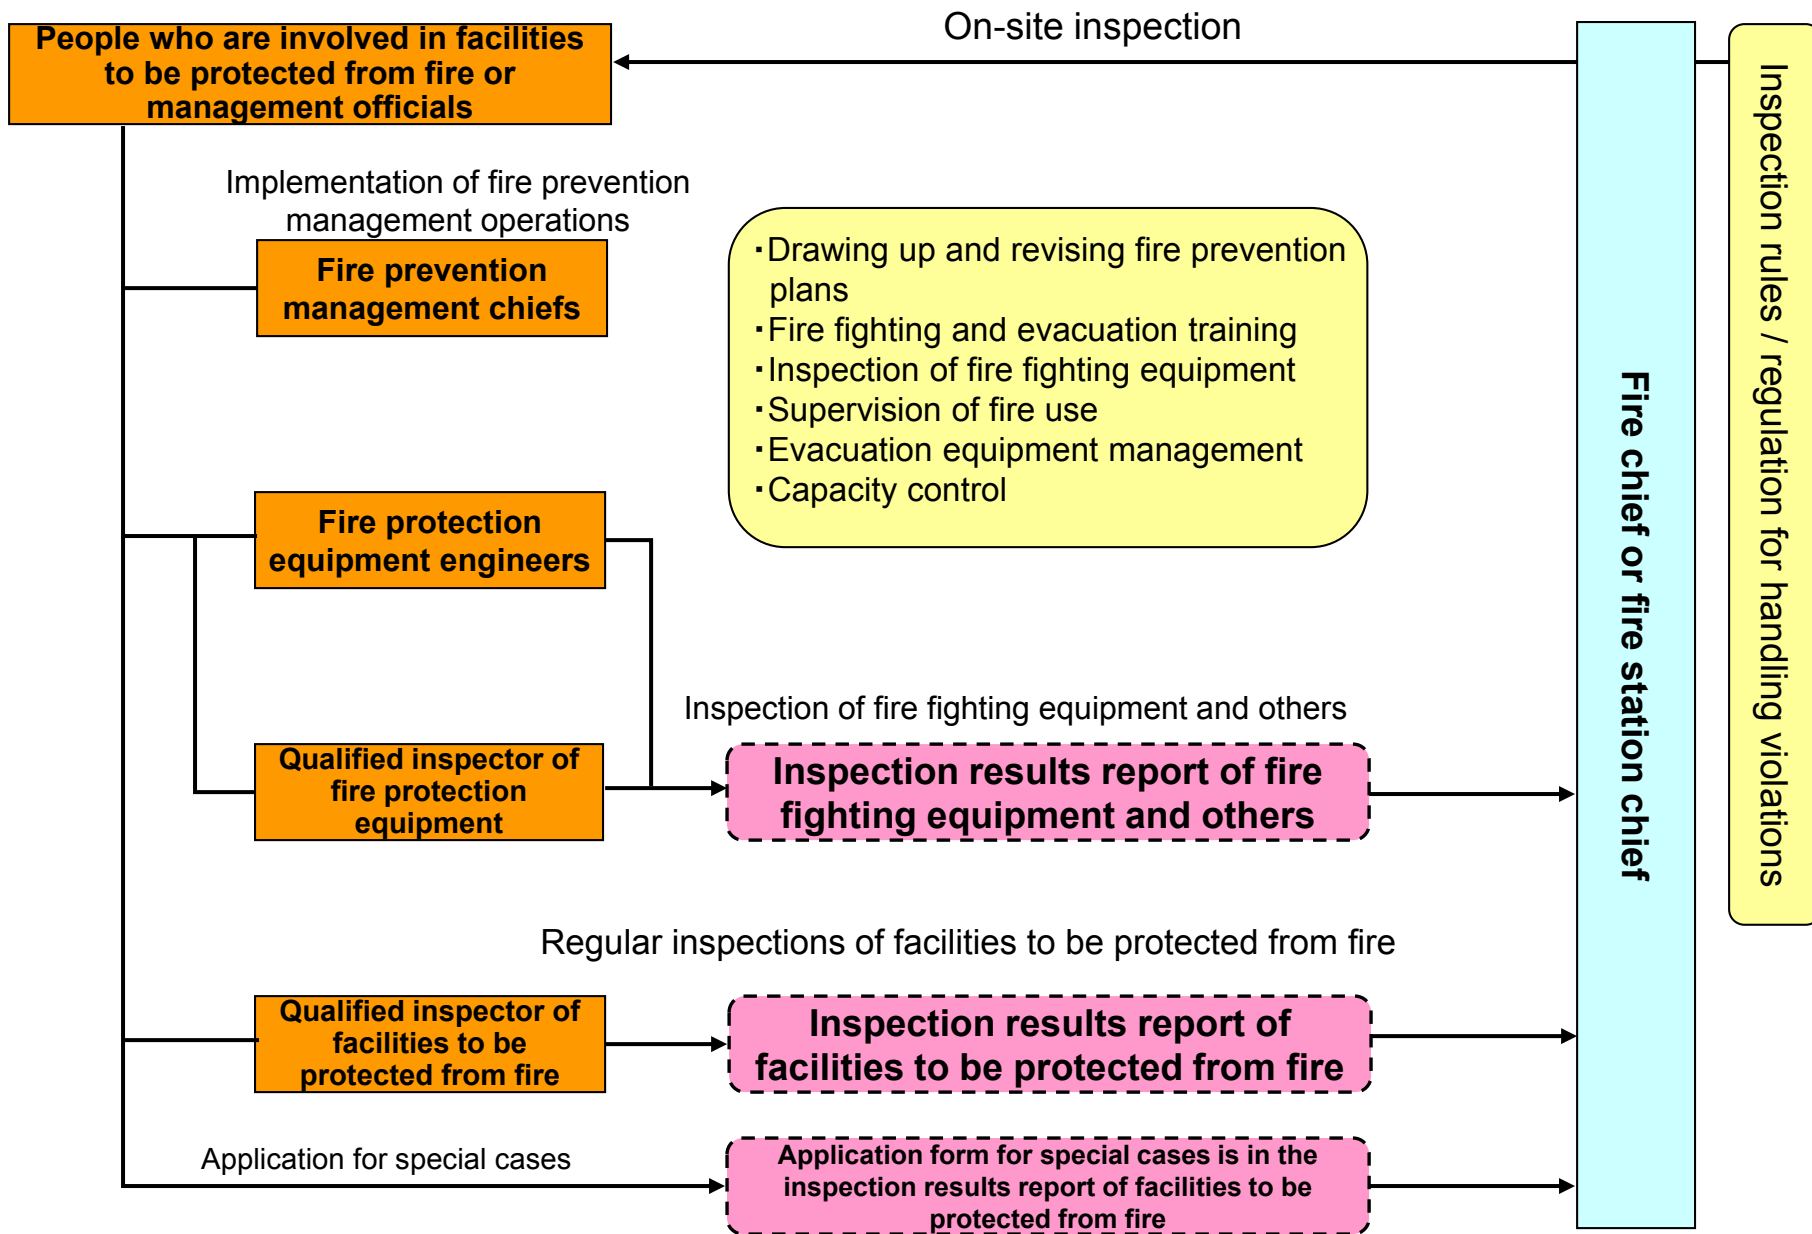 On-site inspection
People who are involved in facilities
to be protected from fire or
management officials
Implementation of fire prevention
management operations
Fire prevention
management chiefs
・Drawing up and revising fire prevention
plans
・Fire fighting and evacuation training
・Inspection of fire fighting equipment
・Supervision of fire use
・Evacuation equipment management
・Capacity control
Fire protection
equipment engineers
Inspection of fire fighting equipment and others
Qualified inspector of
fire protection
equipment
Inspection results report of fire
fighting equipment and others
Regular inspections of facilities to be protected from fire
Qualified inspector of
facilities to be
protected from fire
Inspection results report of
facilities to be protected from fire
Application for special cases
Application form for special cases is in the
inspection results report of facilities to be
protected from fire
Fire chief or fire station chief
Inspection rules / regulation for handling violations